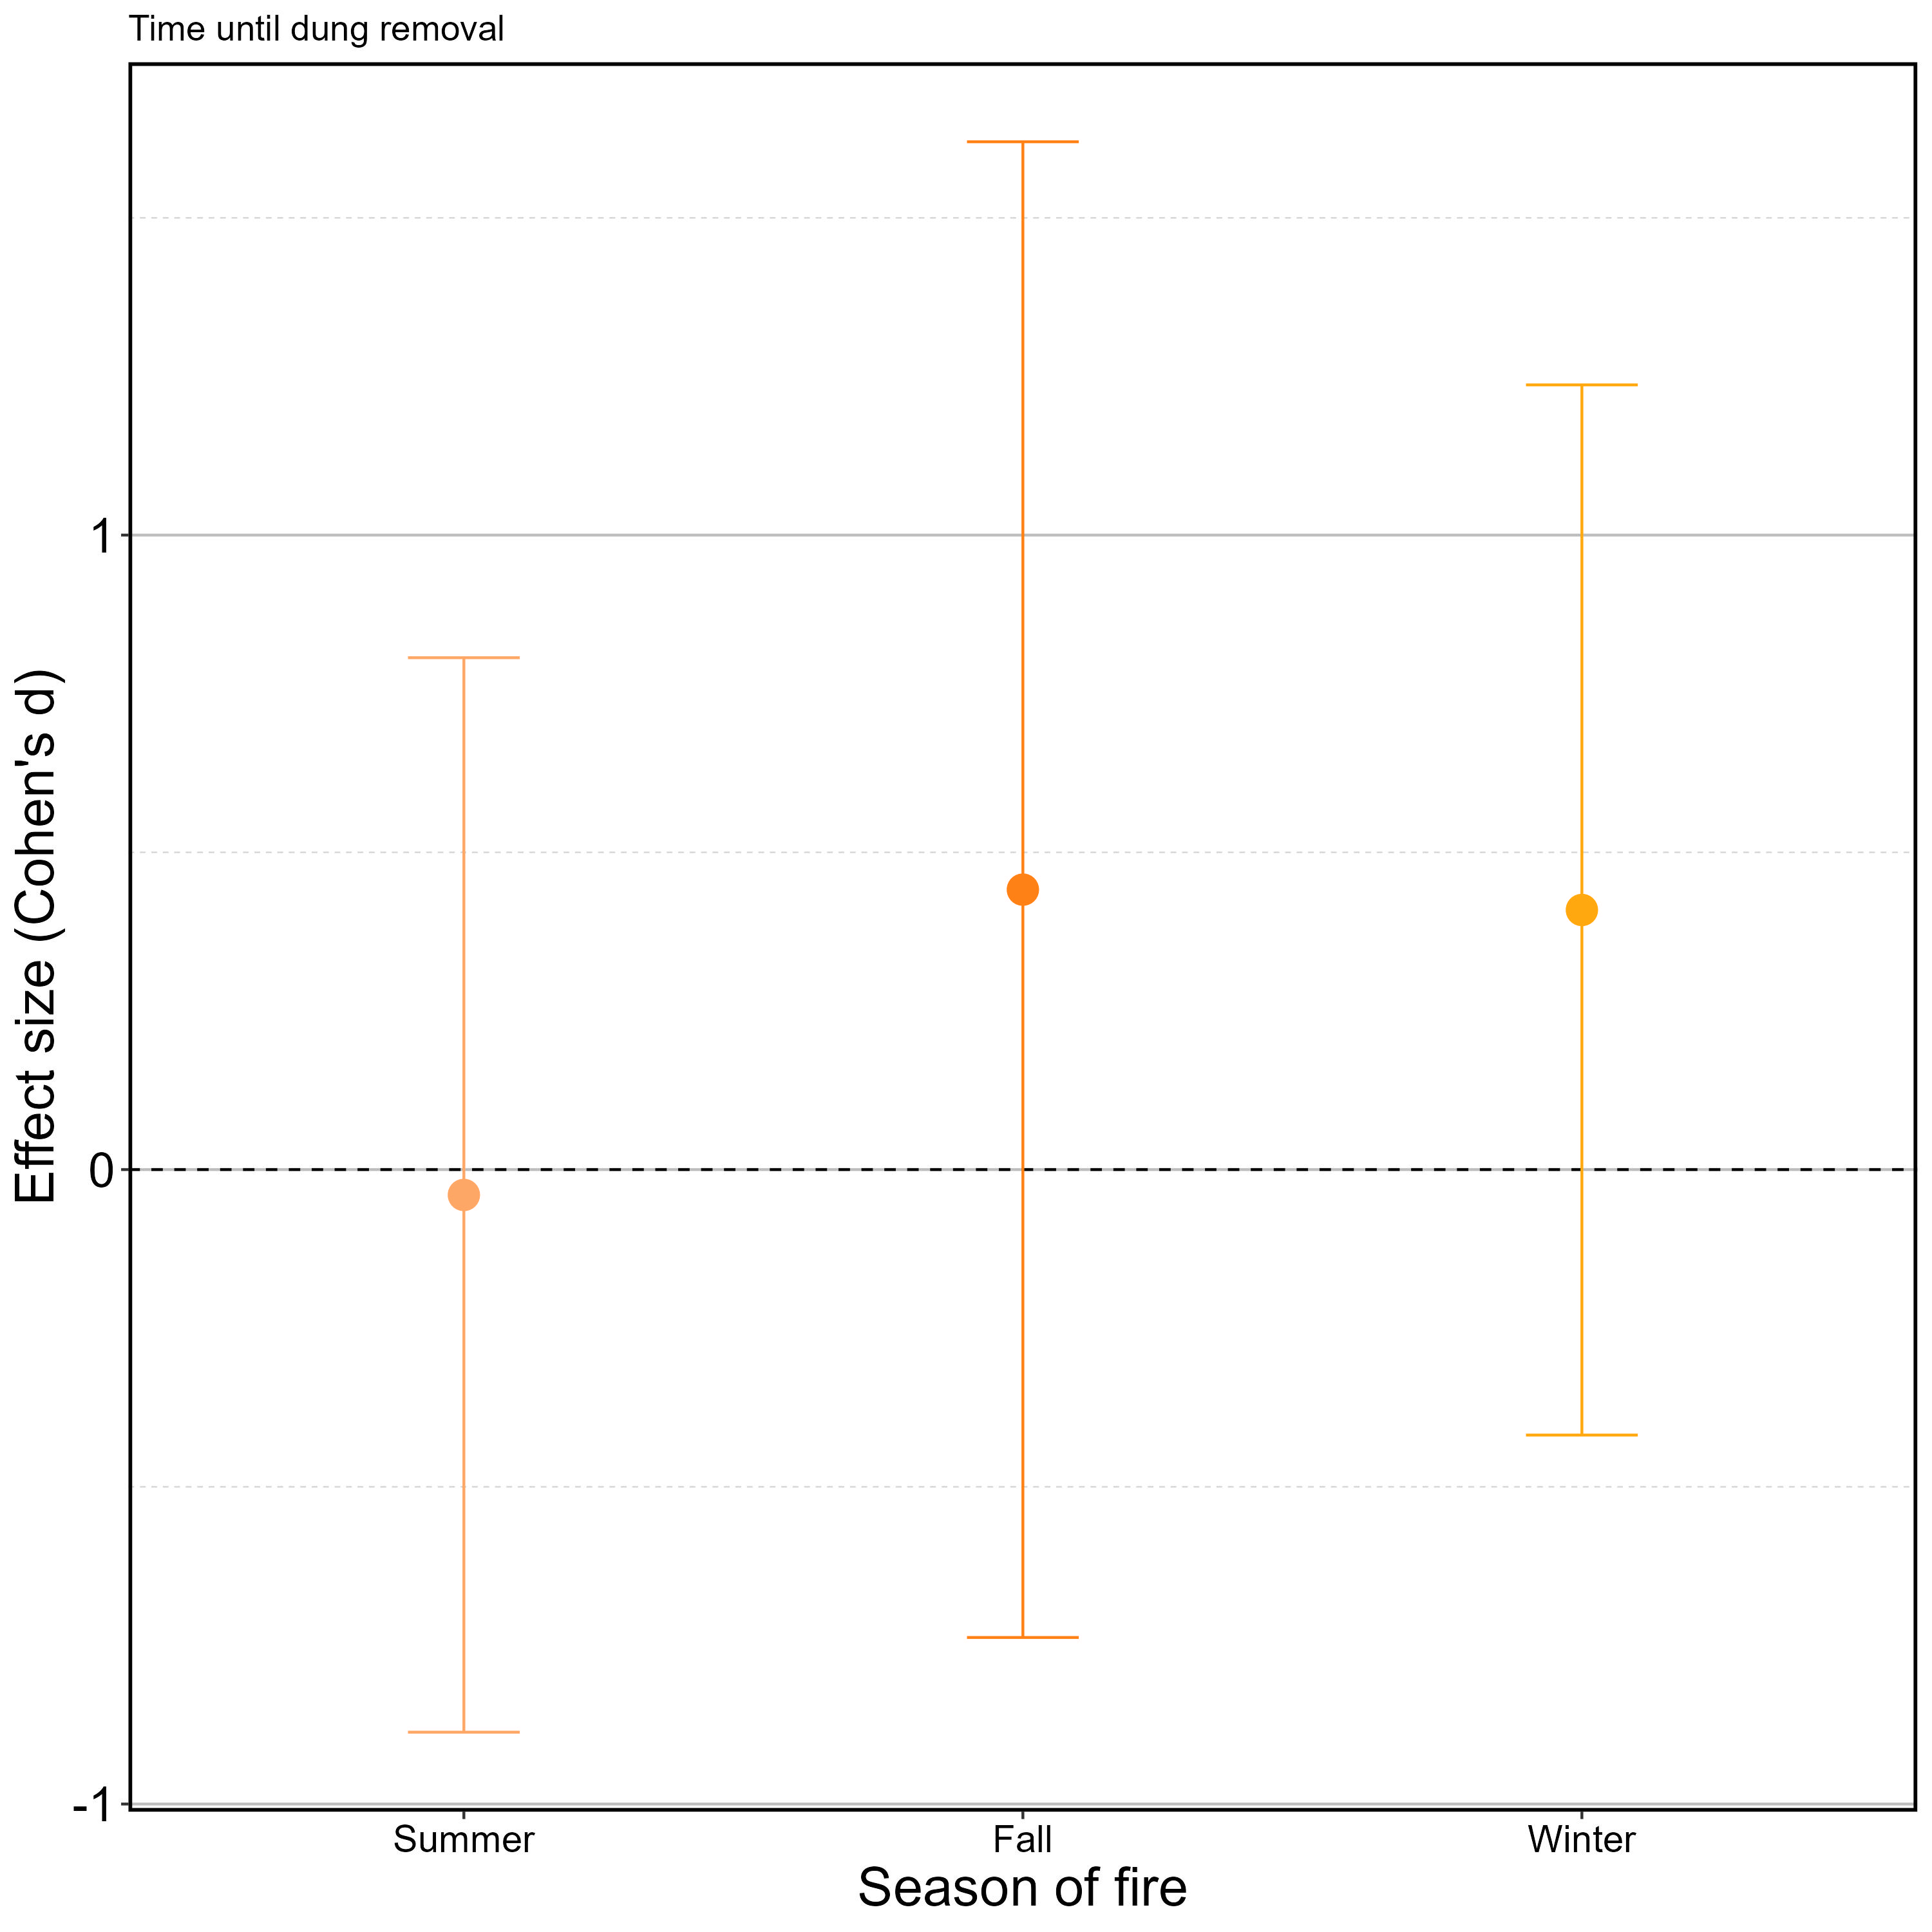 Time until dung removal
Effect size (Cohen's d)
1
0
-1
Summer Fall Winter
Season of fire